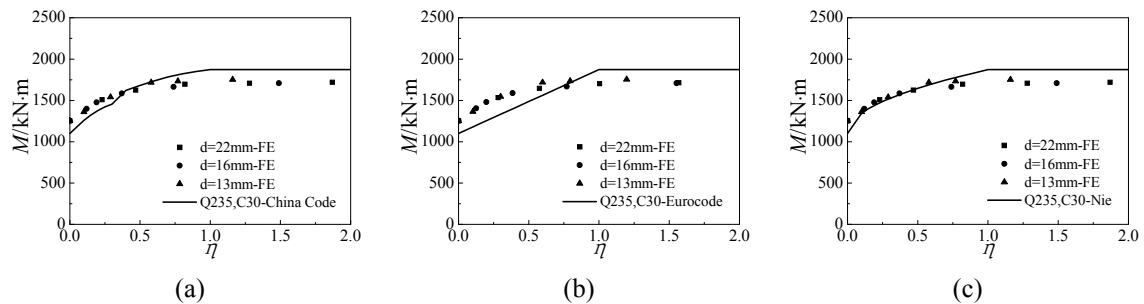 2500
2000
1500
1000
500
0
M/kN·m
d=22mm-FE
d=16mm-FE
d=13mm-FE
Q235,C30-China Code
0.0 0.5 1.0 1.5 2.0
η
(a)
2500
2000
1500
1000
500
0
M/kN·m
d=22mm-FE
d=16mm-FE
d=13mm-FE
Q235,C30-Eurocode
0.0 0.5 1.0 1.5 2.0
η
(b)
2500
2000
1500
1000
500
0
M/kN·m
d=22mm-FE
d=16mm-FE
d=13mm-FE
Q235,C30-Nie
0.0 0.5 1.0 1.5 2.0
η
(c)